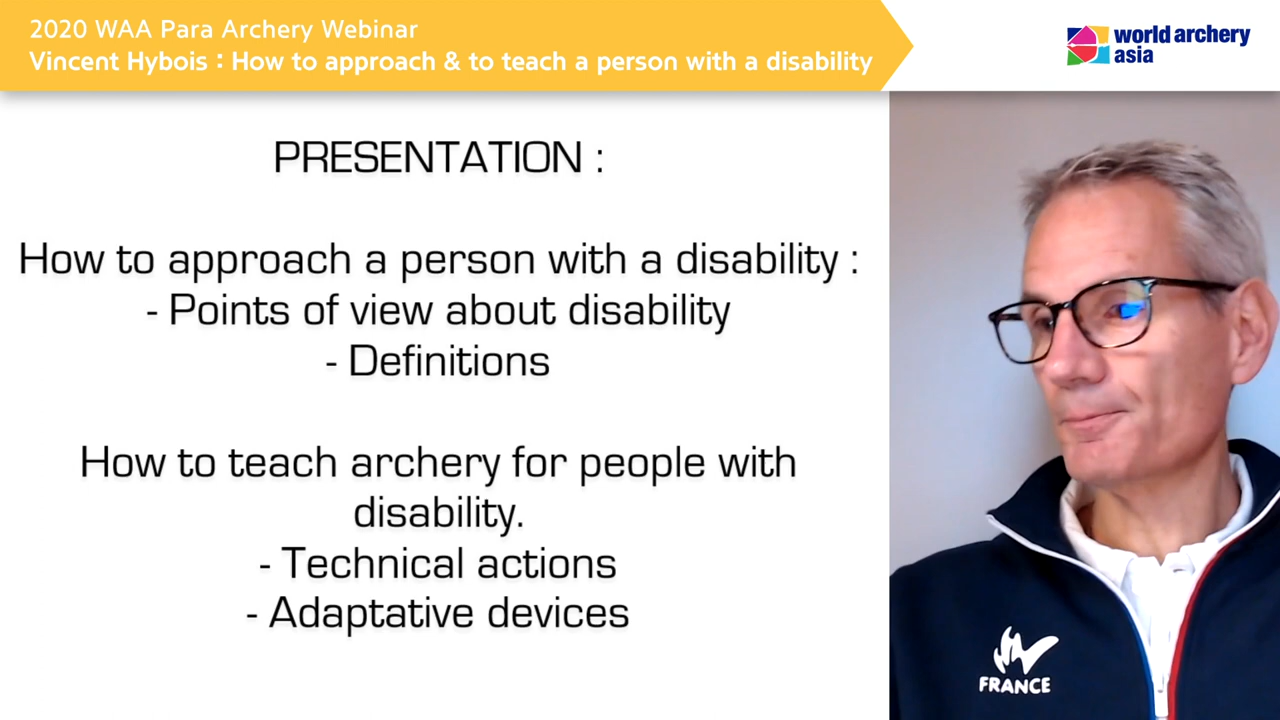 2020 WAA Para Archery Webinar
Vincent Hybois : How to approach & to teach a person with a disability
world archery
asia
PRESENTATION :
How to approach a person with a disability :
- Points of view about disability
- Definitions
How to teach archery for people with
disability.
- Technical actions
- Adaptative devices
FRANCE